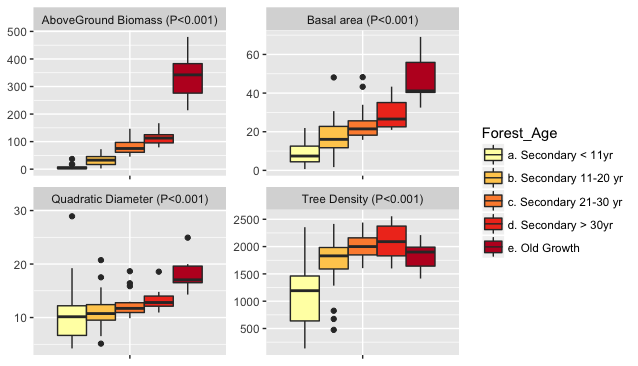 AboveGround Biomass (P<0.001)
Basal area (P<0.001)
500
400
300
200
100
0
60
40
20
0
Quadratic Diameter (P<0.001)
Tree Density (P<0.001)
30
20
10
2500
2000
1500
1000
500
Forest_Age
a. Secondary < 11yr
b. Secondary 11-20 yr
c. Secondary 21-30 yr
d. Secondary > 30yr
e. Old Growth